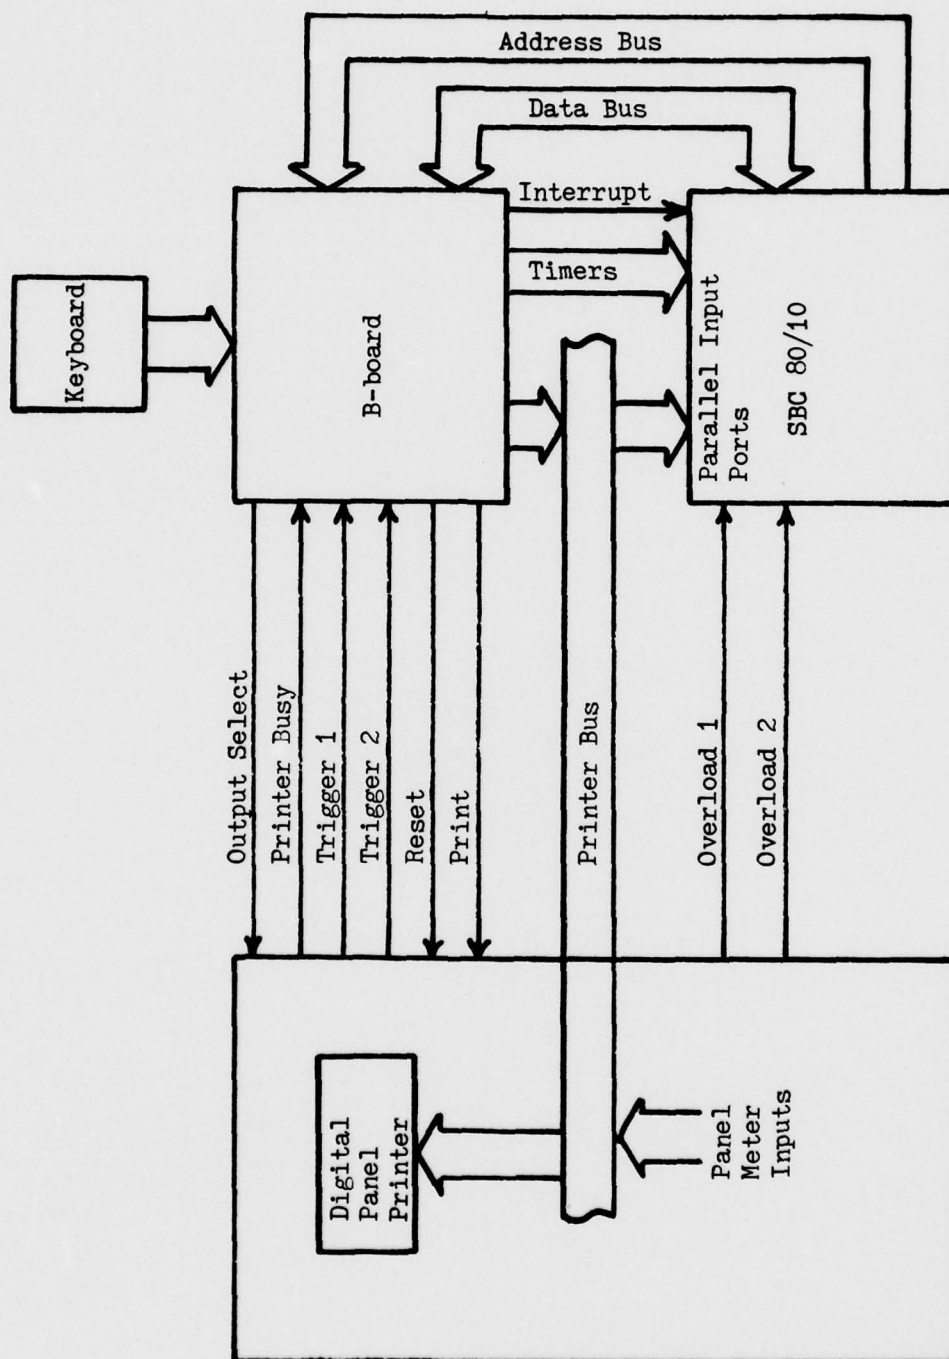 Address Bus
Data Bus
Interrupt
Timers
Keyboard
B-board
Parallel Input
Ports
SBC 80/10
Output Select
Printer Busy
Trigger 1
Trigger 2
Reset
Print
Printer Bus
Overload 1
Overload 2
Digital
Panel
Printer
Panel
Meter
Inputs